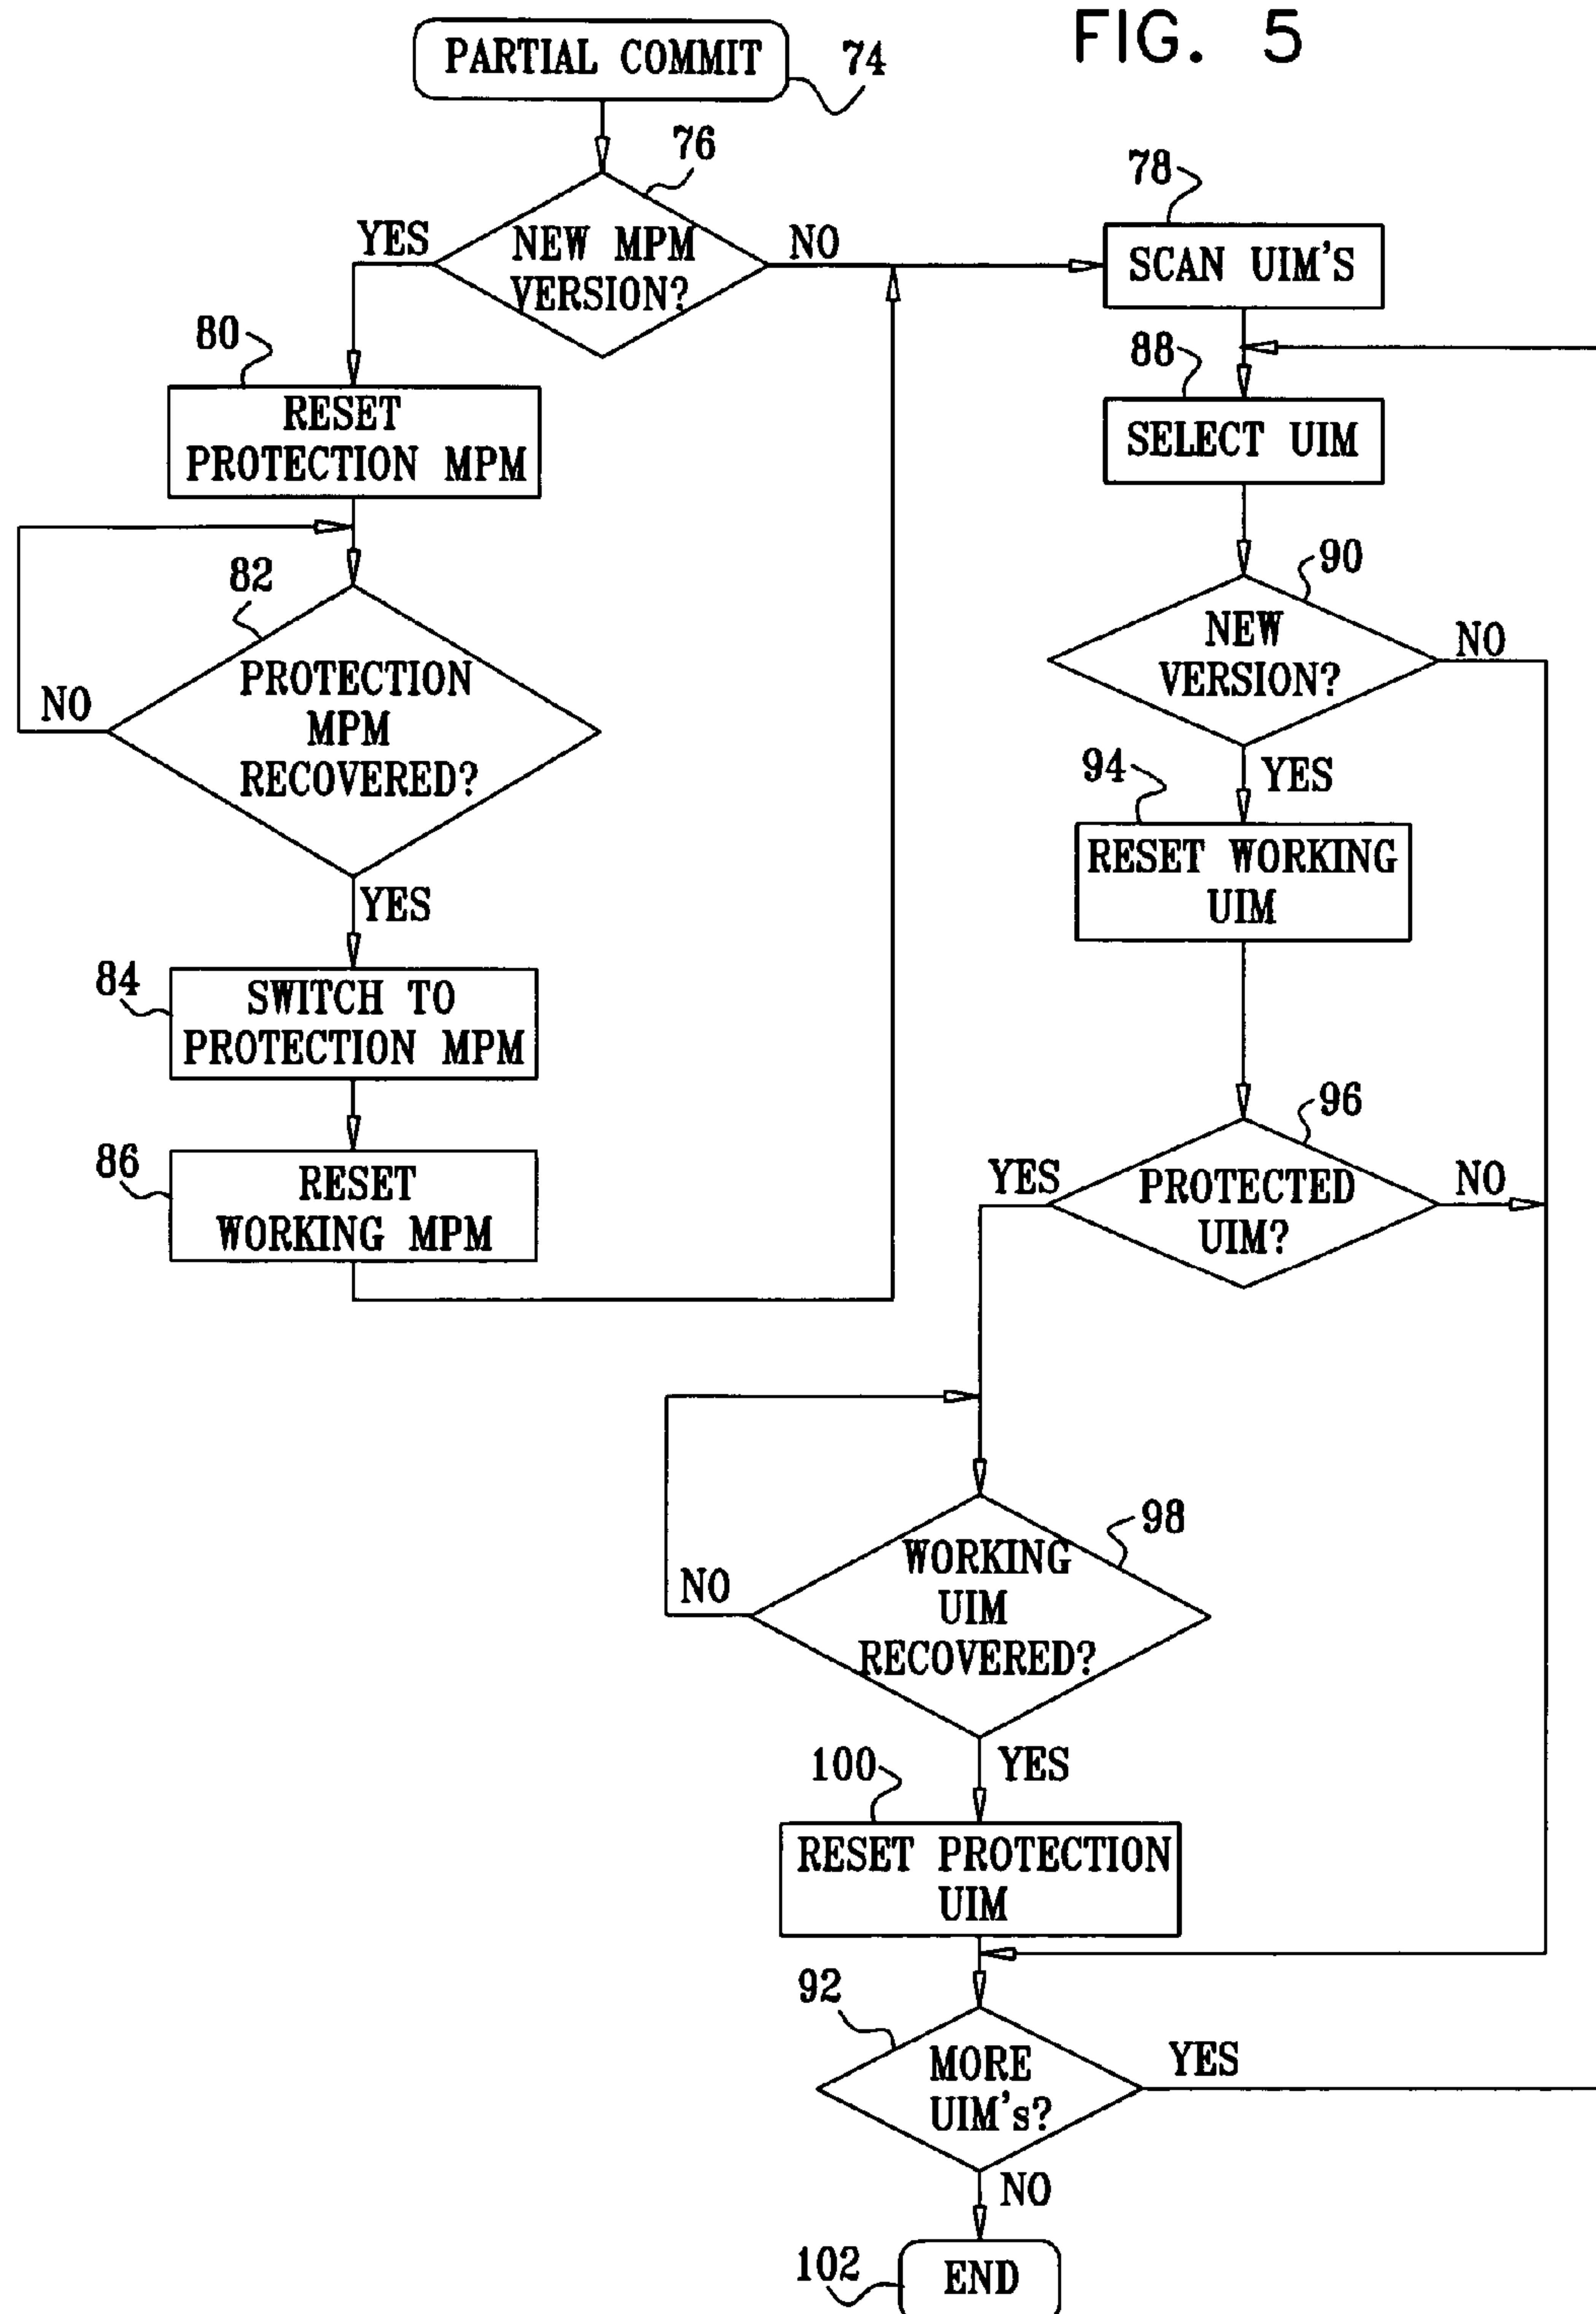 FIG. 5
PARTIAL COMMIT
74
76
NEW MPM
VERSION?
YES
NO
78
SCAN UIM'S
80
RESET
PROTECTION MPM
82
PROTECTION
MPM
RECOVERED?
NO
YES
84
SWITCH TO
PROTECTION MPM
86
RESET
WORKING MPM
88
SELECT UIM
90
NEW
VERSION?
NO
YES
94
RESET WORKING
UIM
96
PROTECTED
UIM?
YES
NO
98
WORKING
UIM
RECOVERED?
NO
YES
100
RESET PROTECTION
UIM
92
MORE
UIM's?
YES
NO
102
END